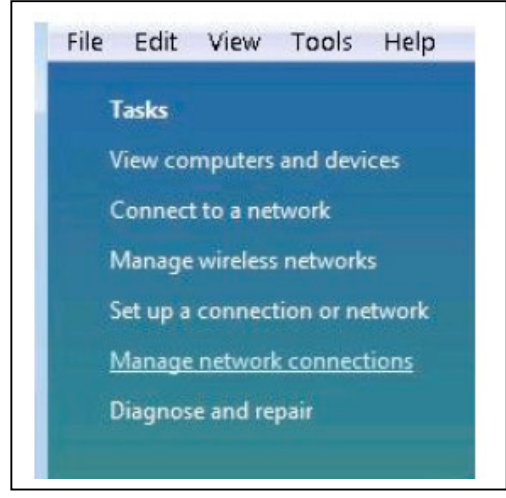 File Edit View Tools Help
Tasks
View computers and devices
Connect to a network
Manage wireless networks
Set up a connection or network
Manage network connections
Diagnose and repair